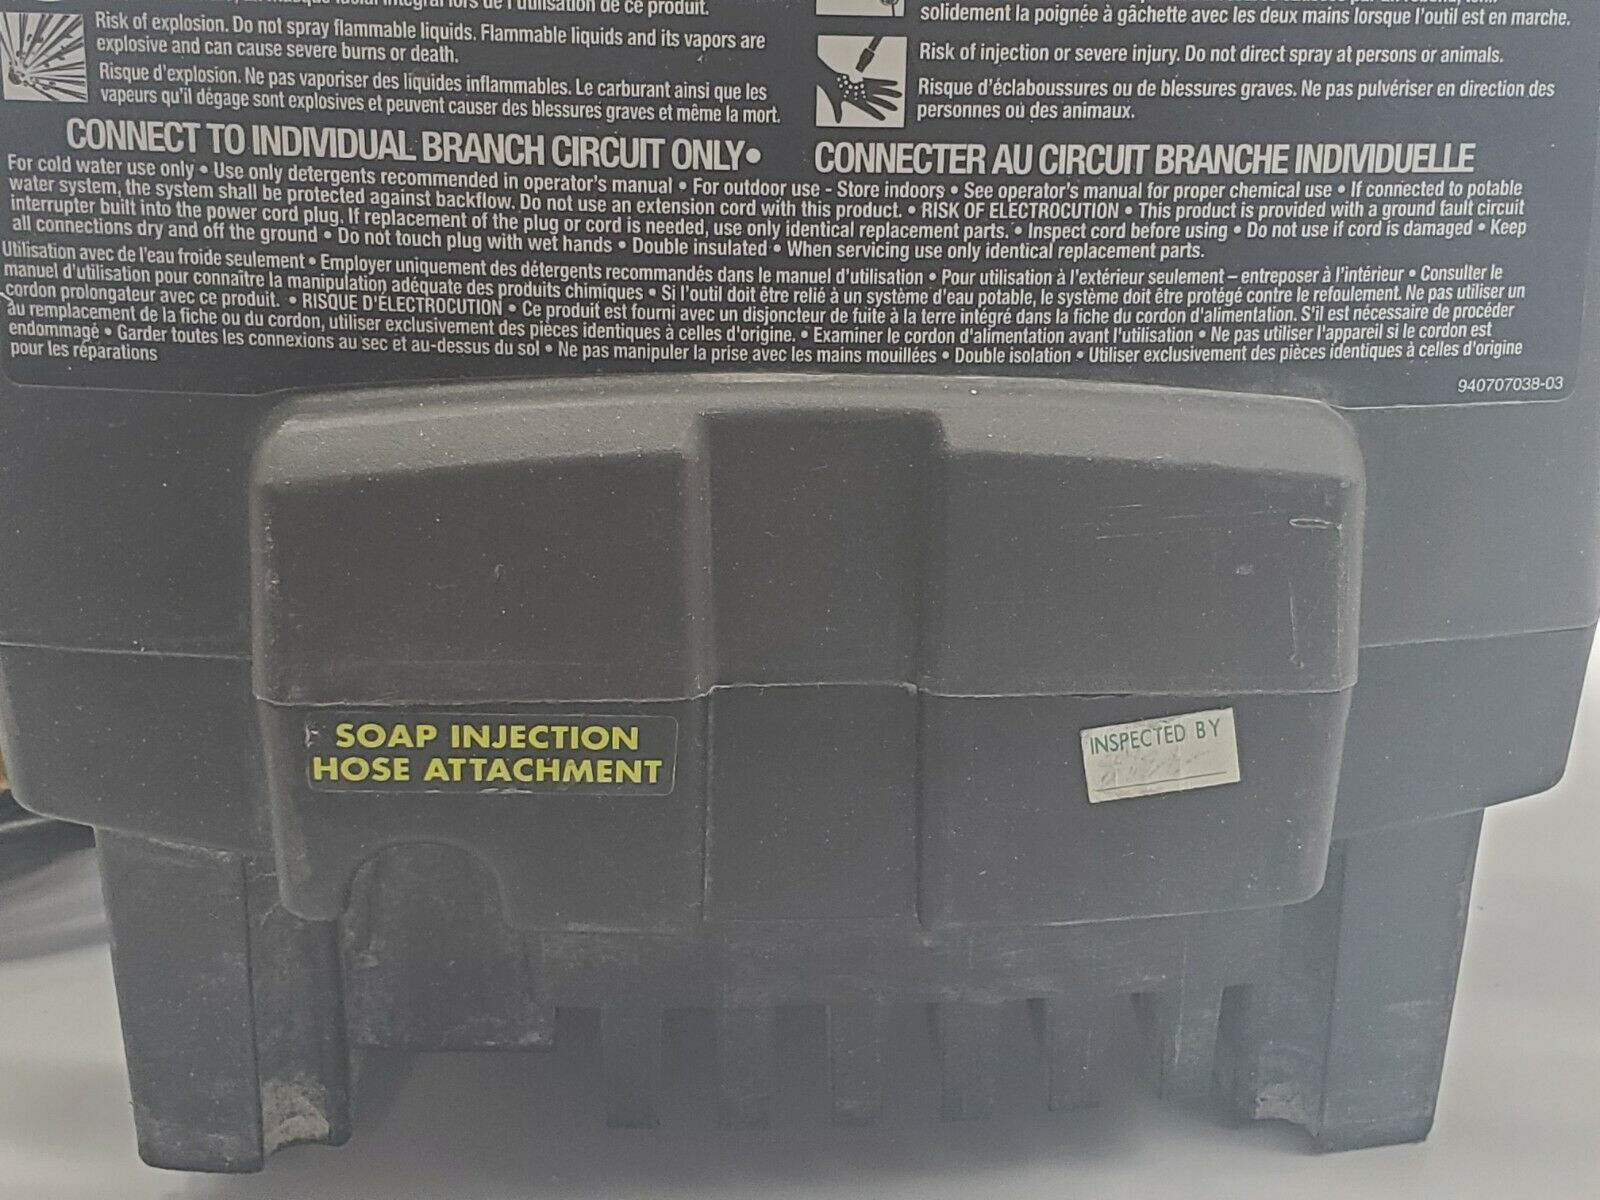 intégral lors de l'utilisation de ce produit.
Risk of explosion. Do not spray flammable liquids. Flammable liquids and its vapors are
explosive and can cause severe burns or death.
Risque d'explosion. Ne pas vaporiser des liquides inflammables. Le carburant ainsi que les
vapeurs qu'il dégage sont explosives et peuvent causer des blessures graves et même la mort.
solidement la poignée à gâchette avec les deux mains lorsque l'outil est en marche.
Risk of injection or severe injury. Do not direct spray at persons or animals.
Risque d'éclaboussures ou de blessures graves. Ne pas pulvériser en direction des
personnes où des animaux.
CONNECT TO INDIVIDUAL BRANCH CIRCUIT ONLY• CONNECTER AU CIRCUIT BRANCHE INDIVIDUELLE
For cold water use only • Use only detergents recommended in operator's manual • For outdoor use - Store indoors • See operator's manual for proper chemical use • If connected to potable
water system, the system shall be protected against backflow. Do not use an extension cord with this product. • RISK OF ELECTROCUTION • This product is provided with a ground fault circuit
interrupter built into the power cord plug. If replacement of the plug or cord is needed, use only identical replacement parts. • Inspect cord before using • Do not use if cord is damaged • Keep
all connections dry and off the ground • Do not touch plug with wet hands • Double insulated • When servicing use only identical replacement parts.
Utilisation avec de l'eau froide seulement • Employer uniquement des détergents recommandés dans le manuel d'utilisation • Pour utilisation à l'extérieur seulement – entreposer à l'intérieur • Consulter le
manuel d'utilisation pour connaître la manipulation adéquate des produits chimiques • Si l'outil doit être relié à un système d'eau potable, le système doit être protégé contre le refoulement. Ne pas utiliser un
cordon prolongateur avec ce produit. • RISQUE D'ÉLECTROCUTION • Ce produit est fourni avec un disjoncteur de fuite à la terre intégré dans la fiche du cordon d'alimentation. S'il est nécessaire de procéder
au remplacement de la fiche ou du cordon, utiliser exclusivement des pièces identiques à celles d'origine. • Examiner le cordon d'alimentation avant l'utilisation • Ne pas utiliser l'appareil si le cordon est
endommagé • Garder toutes les connexions au sec et au-dessus du sol • Ne pas manipuler la prise avec les mains mouillées • Double isolation • Utiliser exclusivement des pièces identiques à celles d'origine
pour les réparations
940707038-03
SOAP INJECTION
HOSE ATTACHMENT
INSPECTED BY